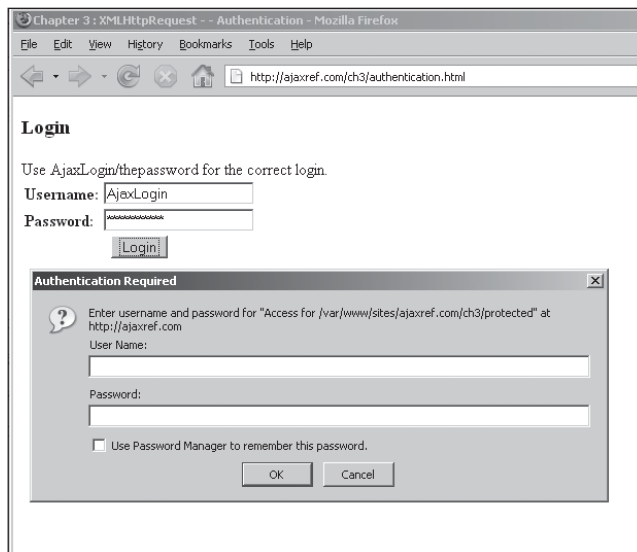 Chapter 3 : XMLHttpRequest - - Authentication - Mozilla Firefox
File Edit View History Bookmarks Tools Help
http://ajaxref.com/ch3/authentication.html
Login
Use AjaxLogin/thepassword for the correct login.
Username: AjaxLogin
Password: ***********
Login
Authentication Required
Enter username and password for "Access for /var/www/sites/ajaxref.com/ch3/protected" at
http://ajaxref.com
User Name:
Password:
Use Password Manager to remember this password.
OK Cancel